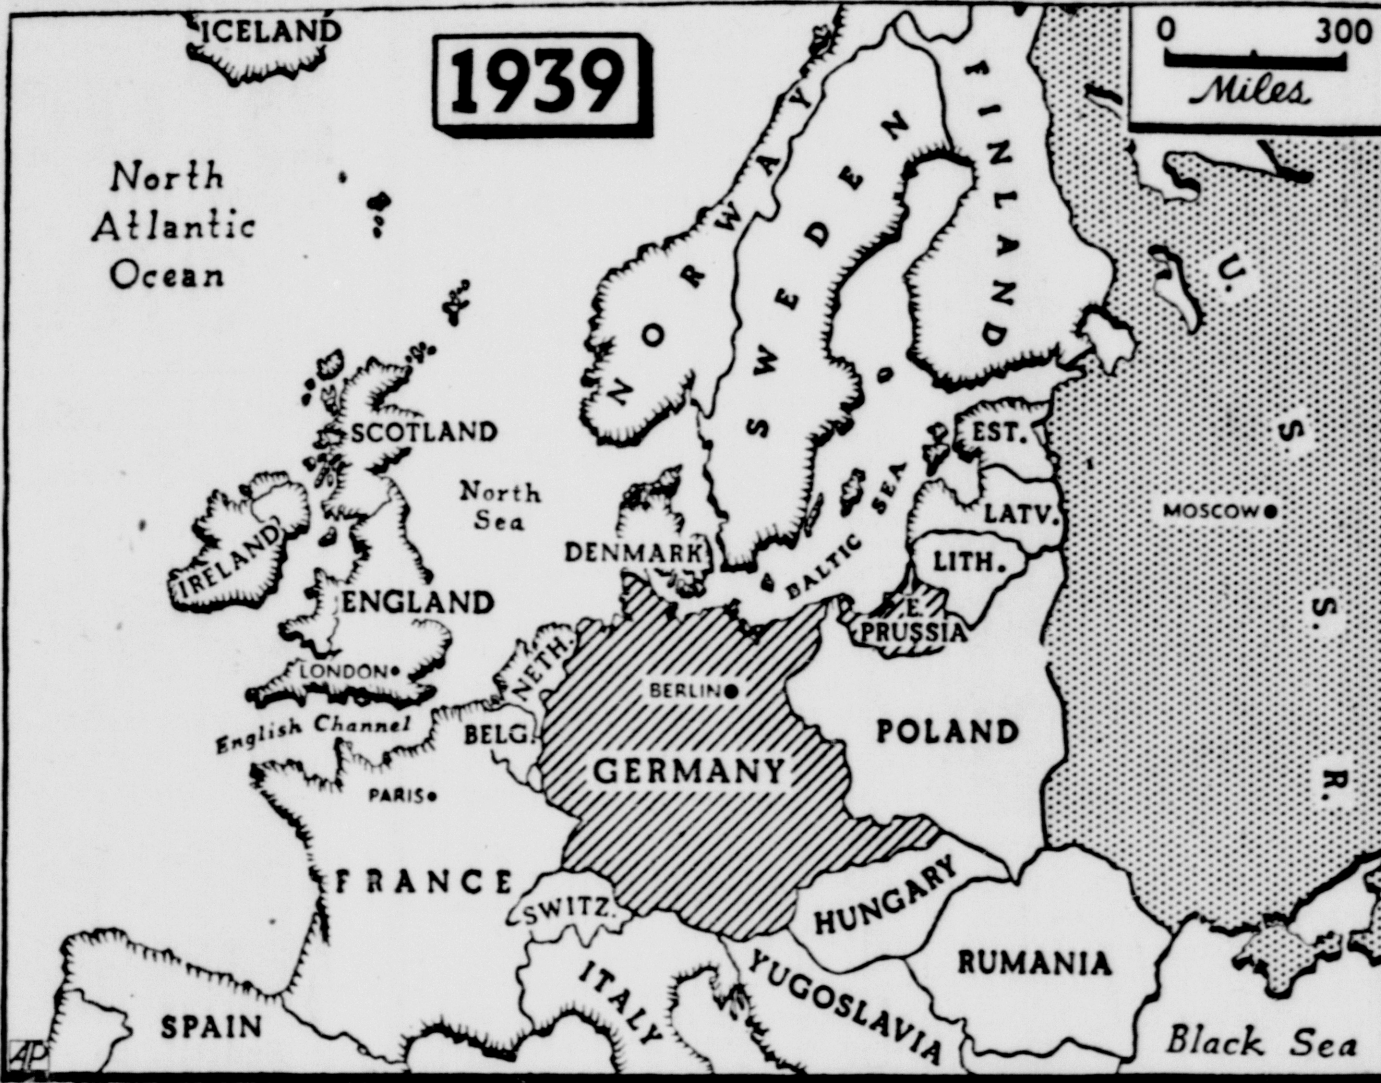 ICELAND
1939
0 300
Miles
North
Atlantic
Ocean
NORWAY
SWEDEN
FINLAND
U. S. S. R.
SCOTLAND
North
Sea
EST.
BALTIC SEA
LATV.
MOSCOW
IRELAND
DENMARK
LITH.
ENGLAND
E.
PRUSSIA
LONDON
NETH.
BERLIN
English Channel
BELG.
POLAND
GERMANY
PARIS
FRANCE
SWITZ.
HUNGARY
RUMANIA
ITALY
YUGOSLAVIA
SPAIN
Black Sea
AP